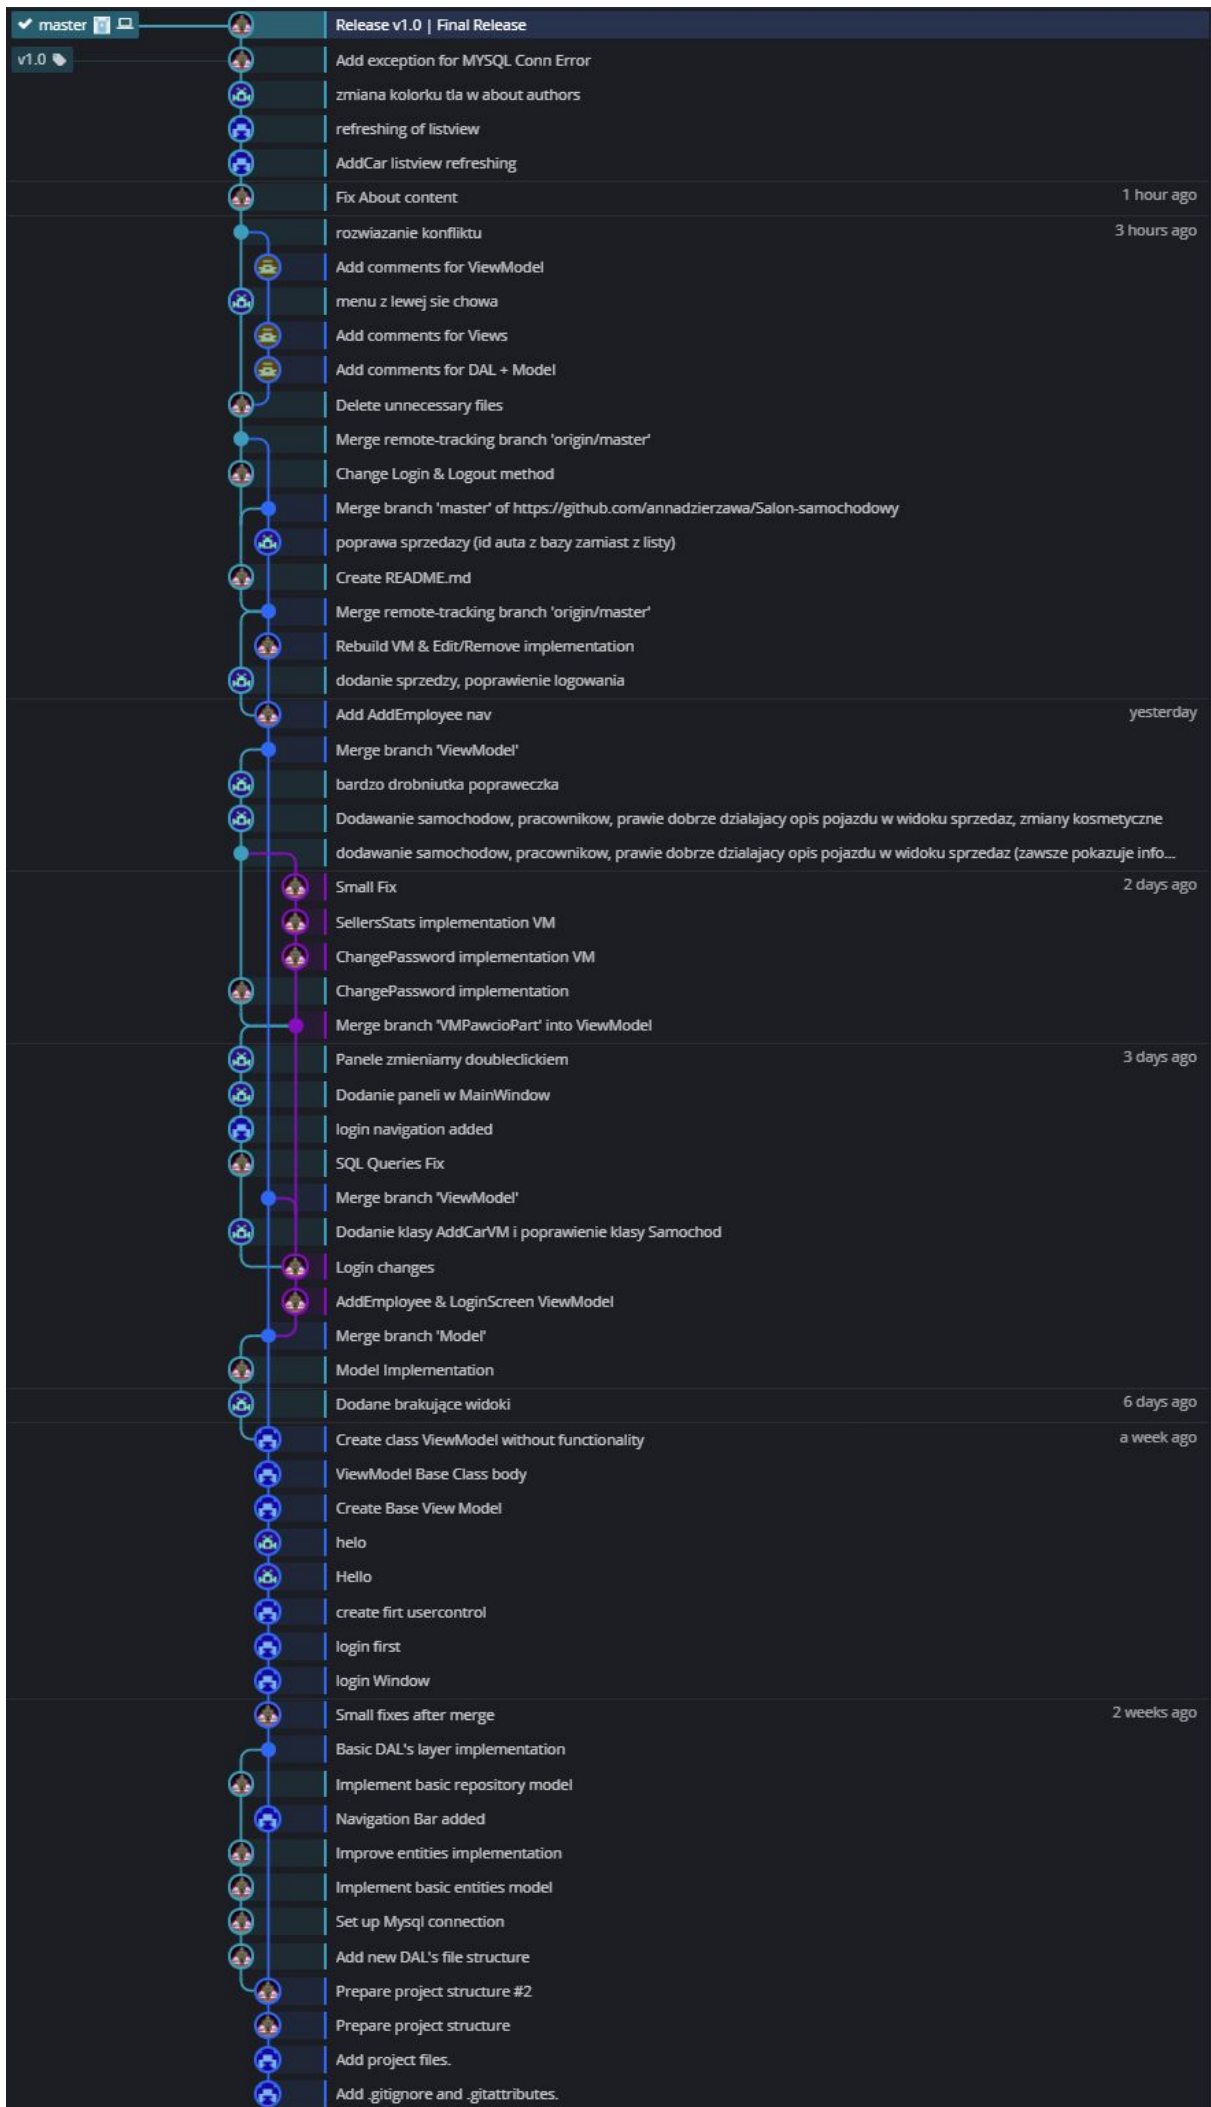 master
Release v1.0 | Final Release
v1.0
Add exception for MYSQL Conn Error
zmiana kolorku tla w about authors
refreshing of listview
AddCar listview refreshing
Fix About content 1 hour ago
rozwiazanie konfliktu 3 hours ago
Add comments for ViewModel
menu z lewej sie chowa
Add comments for Views
Add comments for DAL + Model
Delete unnecessary files
Merge remote-tracking branch 'origin/master'
Change Login & Logout method
Merge branch 'master' of https://github.com/annadzierzawa/Salon-samochodowy
poprawa sprzedazy (id auta z bazy zamiast z listy)
Create README.md
Merge remote-tracking branch 'origin/master'
Rebuild VM & Edit/Remove implementation
dodanie sprzedzy, poprawienie logowania
Add AddEmployee nav yesterday
Merge branch 'ViewModel'
bardzo drobniutka popraweczka
Dodawanie samochodow, pracownikow, prawie dobrze dzialajacy opis pojazdu w widoku sprzedaz, zmiany kosmetyczne
dodawanie samochodow, pracownikow, prawie dobrze dzialajacy opis pojazdu w widoku sprzedaz (zawsze pokazuje info...
Small Fix 2 days ago
SellersStats implementation VM
ChangePassword implementation VM
ChangePassword implementation
Merge branch 'VMPawcioPart' into ViewModel
Panele zmieniamy doubleclickiem 3 days ago
Dodanie paneli w MainWindow
login navigation added
SQL Queries Fix
Merge branch 'ViewModel'
Dodanie klasy AddCarVM i poprawienie klasy Samochod
Login changes
AddEmployee & LoginScreen ViewModel
Merge branch 'Model'
Model Implementation
Dodane brakujące widoki 6 days ago
Create class ViewModel without functionality a week ago
ViewModel Base Class body
Create Base View Model
helo
Hello
create firt usercontrol
login first
login Window
Small fixes after merge 2 weeks ago
Basic DAL's layer implementation
Implement basic repository model
Navigation Bar added
Improve entities implementation
Implement basic entities model
Set up Mysql connection
Add new DAL's file structure
Prepare project structure #2
Prepare project structure
Add project files.
Add .gitignore and .gitattributes.